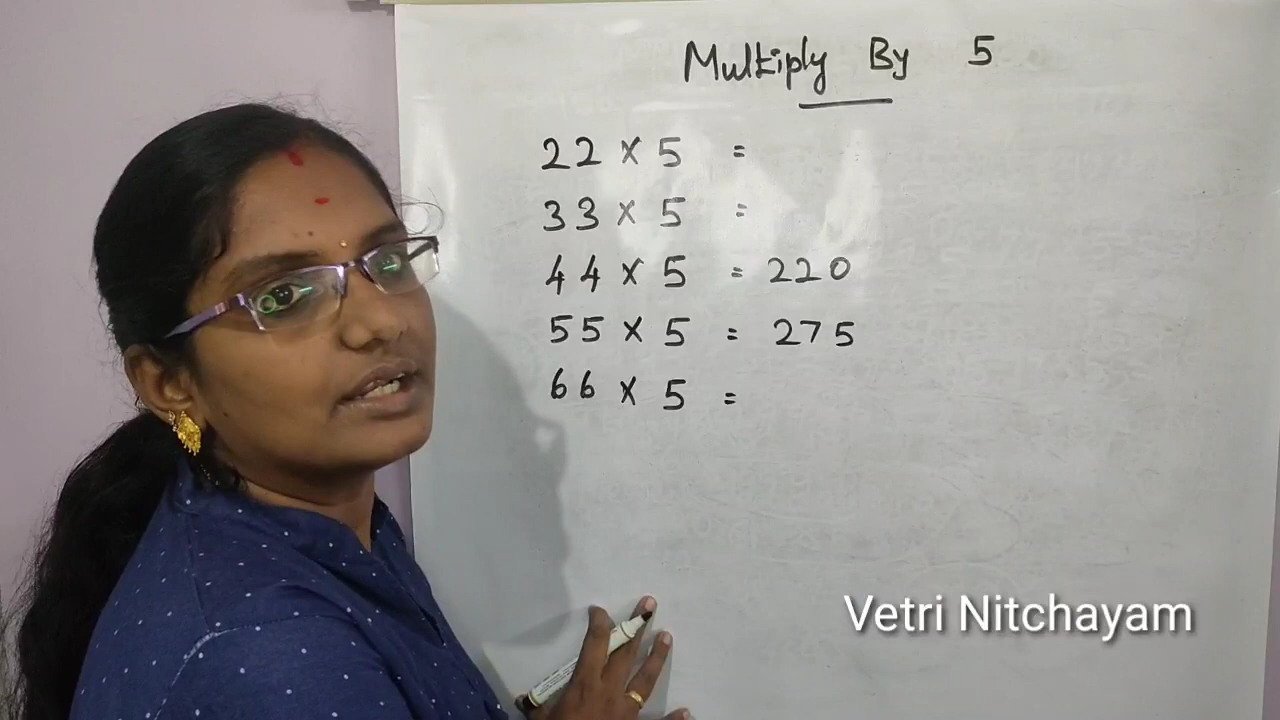 Multiply By 5
22 x 5 =
33 x 5 =
44 x 5 = 220
55 x 5 = 275
66 x 5 =
Vetri Nitchayam